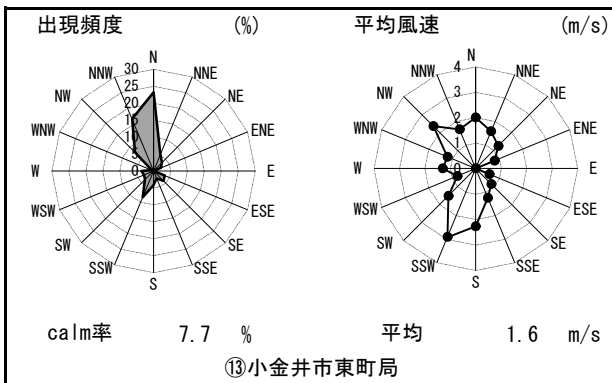 出現頻度 (%)
N
NNE
NE
ENE
E
ESE
SE
SSE
S
SSW
SW
WSW
W
WNW
NW
NNW
30
25
20
15
10
5
0
calm率 7.7 %
平均風速 (m/s)
N
NNE
NE
ENE
E
ESE
SE
SSE
S
SSW
SW
WSW
W
WNW
NW
NNW
4
3
2
1
0
平均 1.6 m/s
⑬小金井市東町局